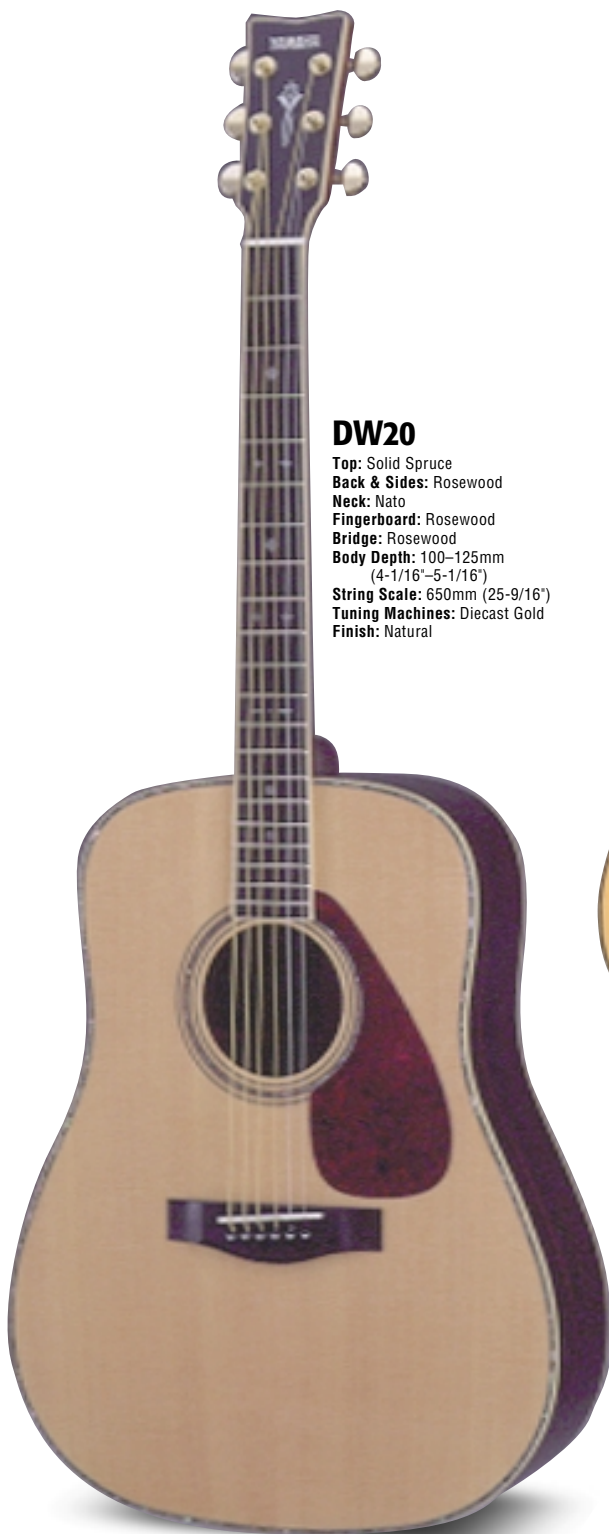 DW20
Top: Solid Spruce
Back & Sides: Rosewood
Neck: Nato
Fingerboard: Rosewood
Bridge: Rosewood
Body Depth: 100–125mm
(4-1/16"–5-1/16")
String Scale: 650mm (25-9/16")
Tuning Machines: Diecast Gold
Finish: Natural